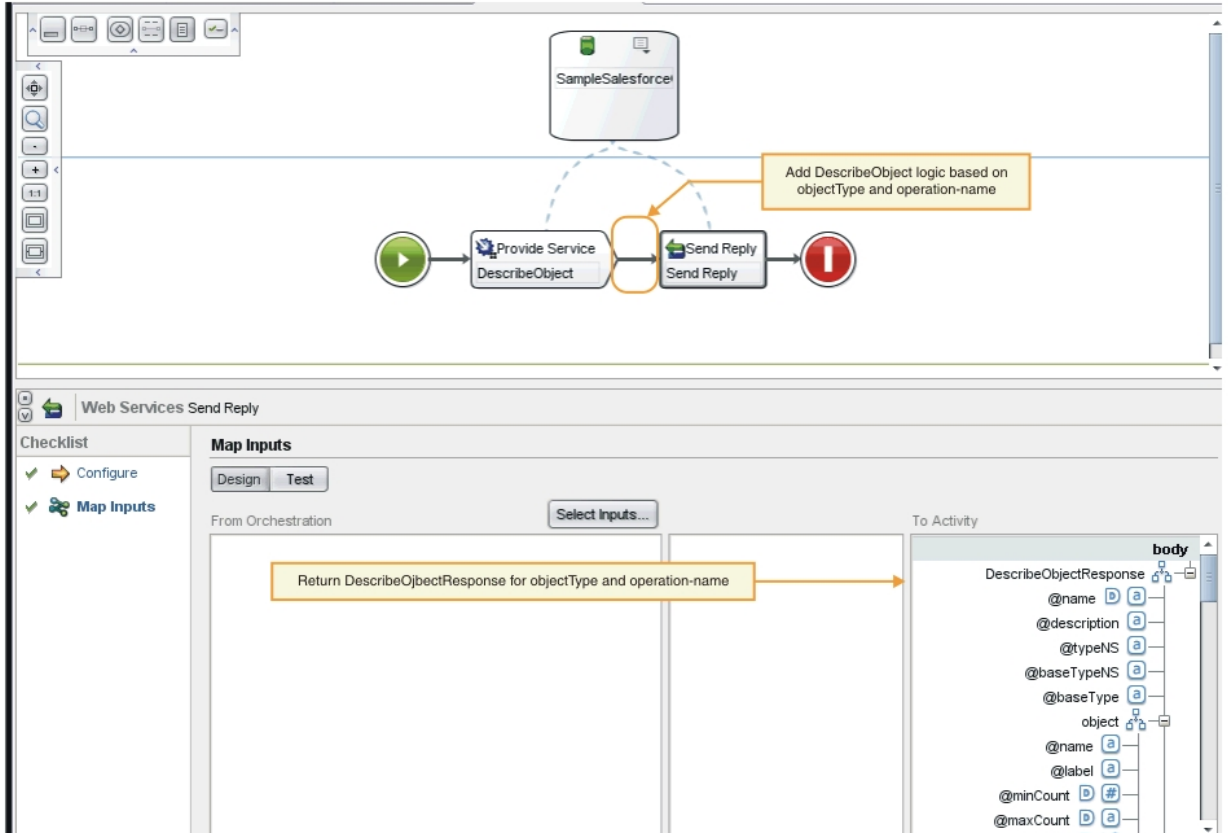 SampleSalesforce
Add DescribeObject logic based on
objectType and operation-name
-
+
1:1
Provide Service
DescribeObject
Send Reply
Send Reply
Web Services Send Reply
Checklist
Configure
Map Inputs
Map Inputs
Design
Test
From Orchestration
Select Inputs...
To Activity
Return DescribeOjbectResponse for objectType and operation-name
body
DescribeObjectResponse
@name D a
@description a
@typeNS a
@baseTypeNS a
@baseType a
object
@name a
@label a
@minCount D #
@maxCount D a